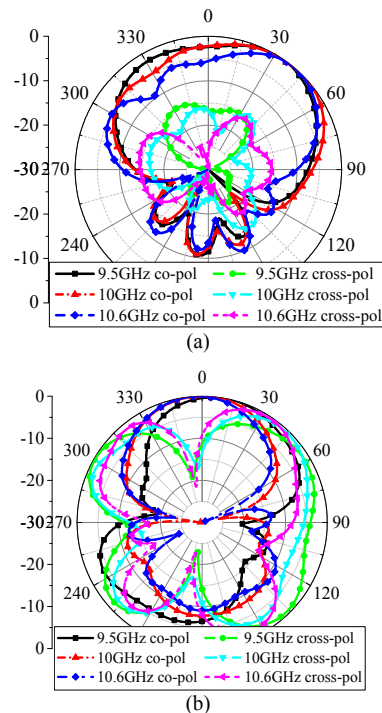 0
0
330
30
-10
300
60
-20
-30
270
90
-20
240
120
-10
0
9.5GHz co-pol
9.5GHz cross-pol
10GHz co-pol
10GHz cross-pol
10.6GHz co-pol
10.6GHz cross-pol
(a)
0
0
330
30
-10
300
60
-20
-30
270
90
-20
240
120
-10
0
9.5GHz co-pol
9.5GHz cross-pol
10GHz co-pol
10GHz cross-pol
10.6GHz co-pol
10.6GHz cross-pol
(b)